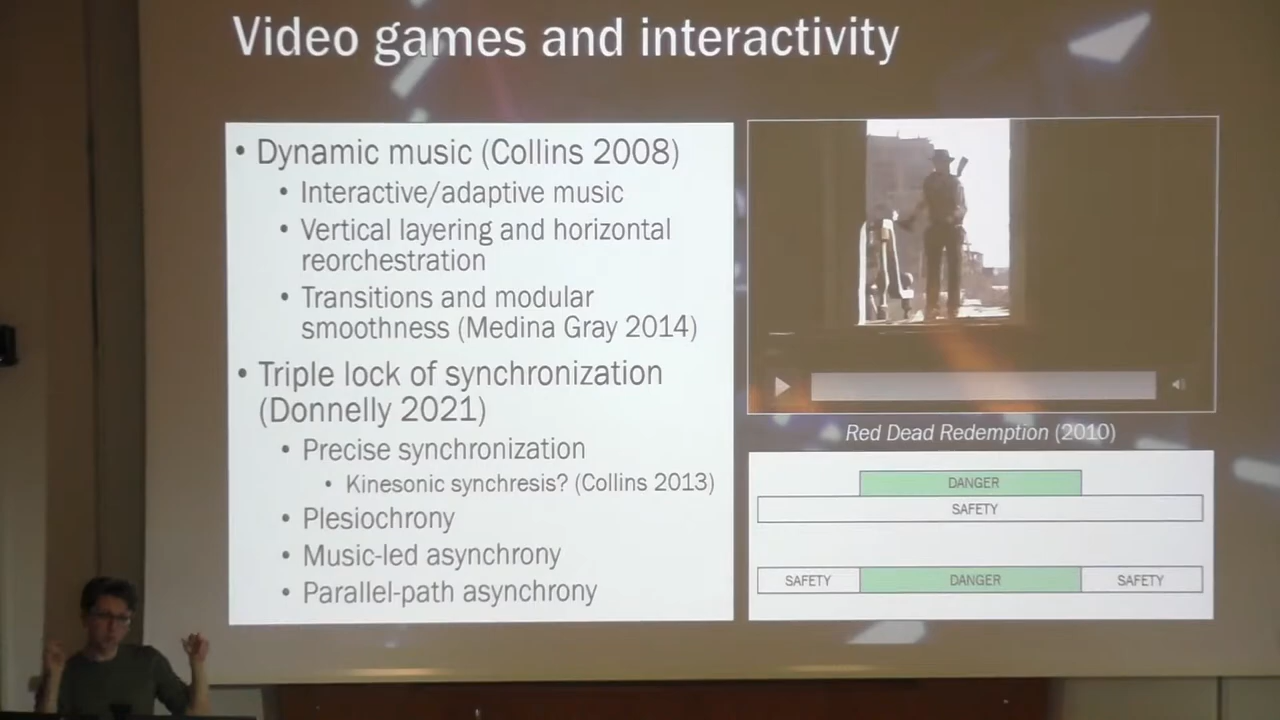 Video games and interactivity
• Dynamic music (Collins 2008)
• Interactive/adaptive music
• Vertical layering and horizontal
reorchestration
• Transitions and modular
smoothness (Medina Gray 2014)
• Triple lock of synchronization
(Donnelly 2021)
• Precise synchronization
• Kinesonic synchresis? (Collins 2013)
• Plesiochrony
• Music-led asynchrony
• Parallel-path asynchrony
Red Dead Redemption (2010)
DANGER
SAFETY
SAFETY DANGER SAFETY